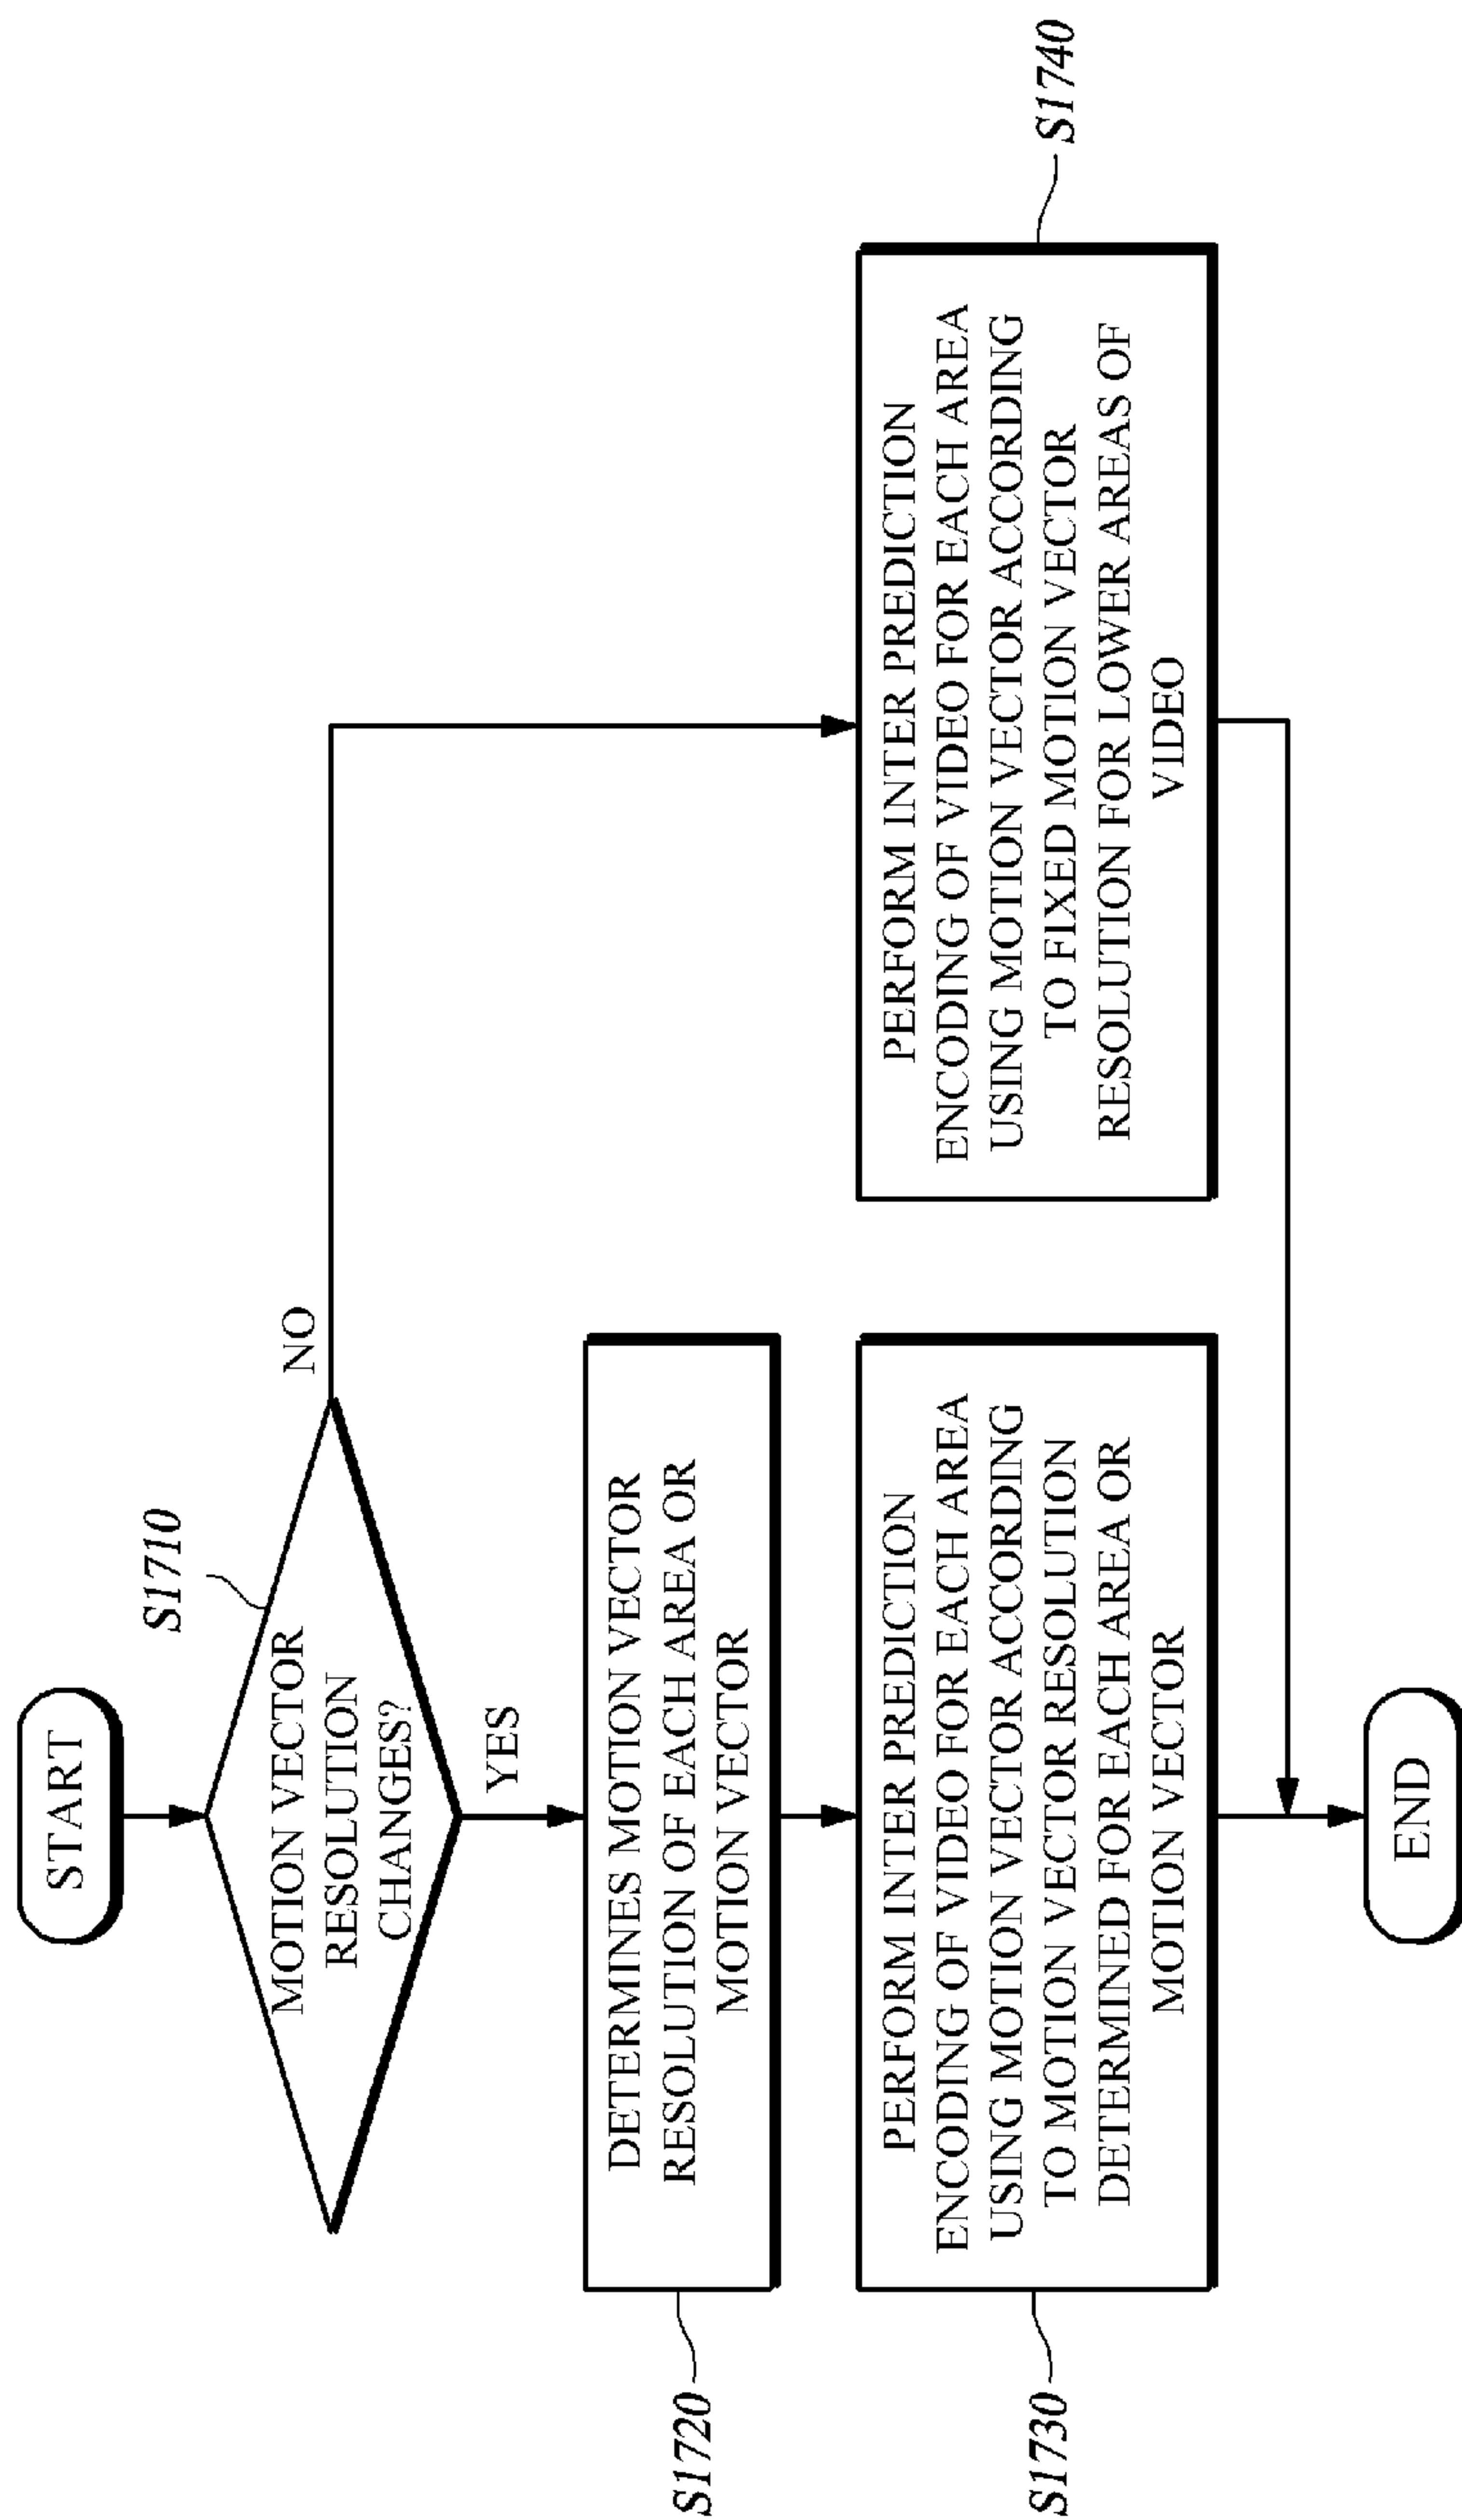 START
S1710
MOTION VECTOR
RESOLUTION
CHANGES?
NO
YES
S1720
DETERMINES MOTION VECTOR
RESOLUTION OF EACH AREA OR
MOTION VECTOR
S1730
PERFORM INTER PREDICTION
ENCODING OF VIDEO FOR EACH AREA
USING MOTION VECTOR ACCORDING
TO MOTION VECTOR RESOLUTION
DETERMINED FOR EACH AREA OR
MOTION VECTOR
PERFORM INTER PREDICTION
ENCODING OF VIDEO FOR EACH AREA
USING MOTION VECTOR ACCORDING
TO FIXED MOTION VECTOR
RESOLUTION FOR LOWER AREAS OF
VIDEO
S1740
END